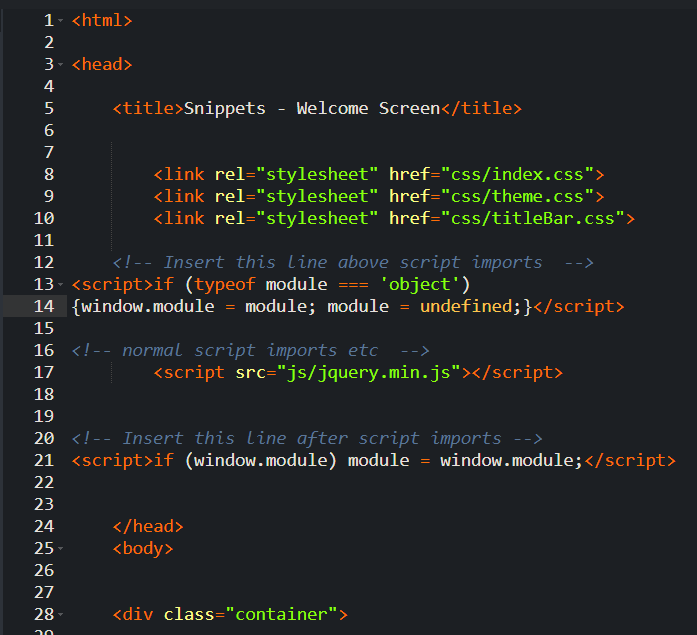 1 <html>
2
3 <head>
4
5 <title>Snippets - Welcome Screen</title>
6
7
8 <link rel="stylesheet" href="css/index.css">
9 <link rel="stylesheet" href="css/theme.css">
10 <link rel="stylesheet" href="css/titleBar.css">
11
12 <!-- Insert this line above script imports  -->
13 <script>if (typeof module === 'object')
14 {window.module = module; module = undefined;}</script>
15
16 <!-- normal script imports etc  -->
17 <script src="js/jquery.min.js"></script>
18
19
20 <!-- Insert this line after script imports -->
21 <script>if (window.module) module = window.module;</script>
22
23
24 </head>
25 <body>
26
27
28 <div class="container">
29